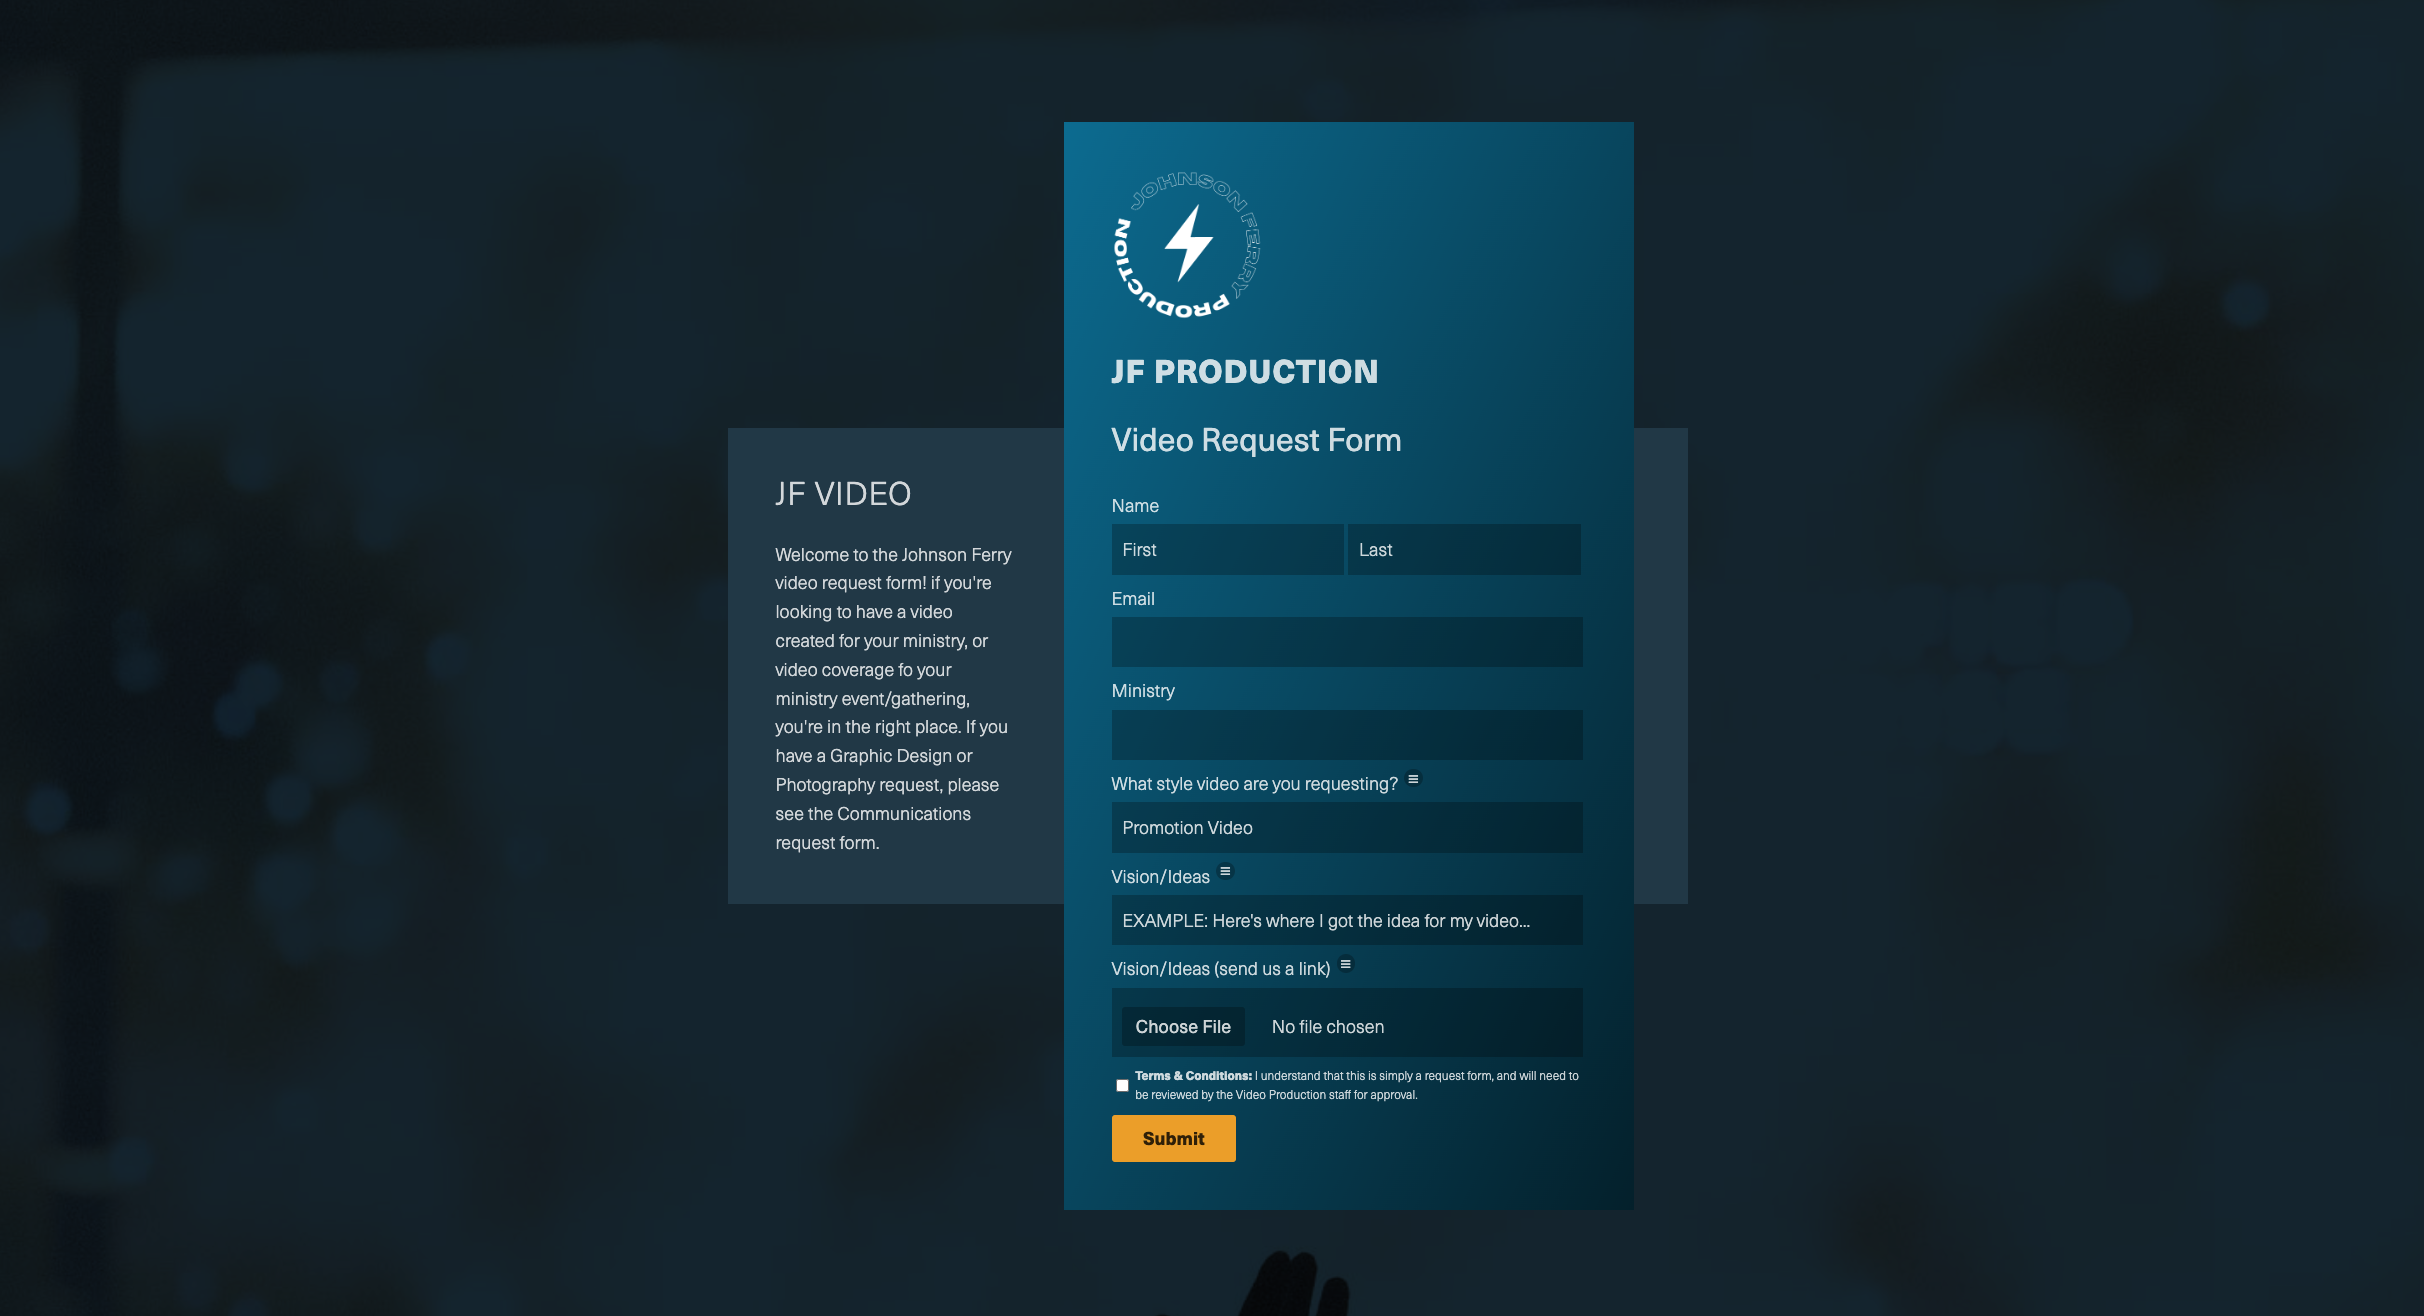 JF VIDEO
Welcome to the Johnson Ferry
video request form! if you're
looking to have a video
created for your ministry, or
video coverage fo your
ministry event/gathering,
you're in the right place. If you
have a Graphic Design or
Photography request, please
see the Communications
request form.
JOHNSON FERRY
PRODUCTION
JF PRODUCTION
Video Request Form
Name
First Last
Email
Ministry
What style video are you requesting?
Promotion Video
Vision/Ideas
EXAMPLE: Here's where I got the idea for my video...
Vision/Ideas (send us a link)
Choose File No file chosen
Terms & Conditions: I understand that this is simply a request form, and will need to
be reviewed by the Video Production staff for approval.
Submit